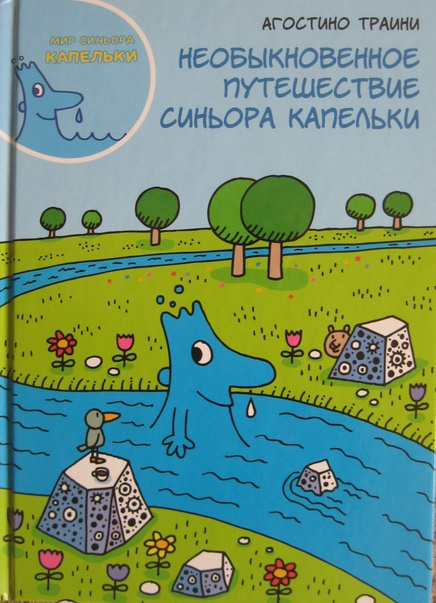 АГОСТИНО ТРАИНИ
МИР СИНЬОРА
КАПЕЛЬКИ
НЕОБЫКНОВЕННОЕ
ПУТЕШЕСТВИЕ
СИНЬОРА КАПЕЛЬКИ